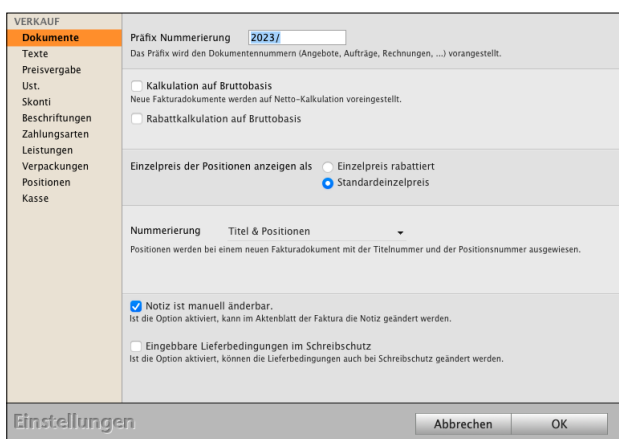 VERKAUF
Dokumente
Texte
Preisvergabe
Ust.
Skonti
Beschriftungen
Zahlungsarten
Leistungen
Verpackungen
Positionen
Kasse
Präfix Nummerierung 2023/
Das Präfix wird den Dokumentennummern (Angebote, Aufträge, Rechnungen, ...) vorangestellt.
Kalkulation auf Bruttobasis
Neue Fakturadokumente werden auf Netto-Kalkulation voreingestellt.
Rabattkalkulation auf Bruttobasis
Einzelpreis der Positionen anzeigen als Einzelpreis rabattiert
Standardeinzelpreis
Nummerierung Titel & Positionen
Positionen werden bei einem neuen Fakturadokument mit der Titelnummer und der Positionsnummer ausgewiesen.
Notiz ist manuell änderbar.
Ist die Option aktiviert, kann im Aktenblatt der Faktura die Notiz geändert werden.
Eingebbare Lieferbedingungen im Schreibschutz
Ist die Option aktiviert, können die Lieferbedingungen auch bei Schreibschutz geändert werden.
Einstellungen Abbrechen OK